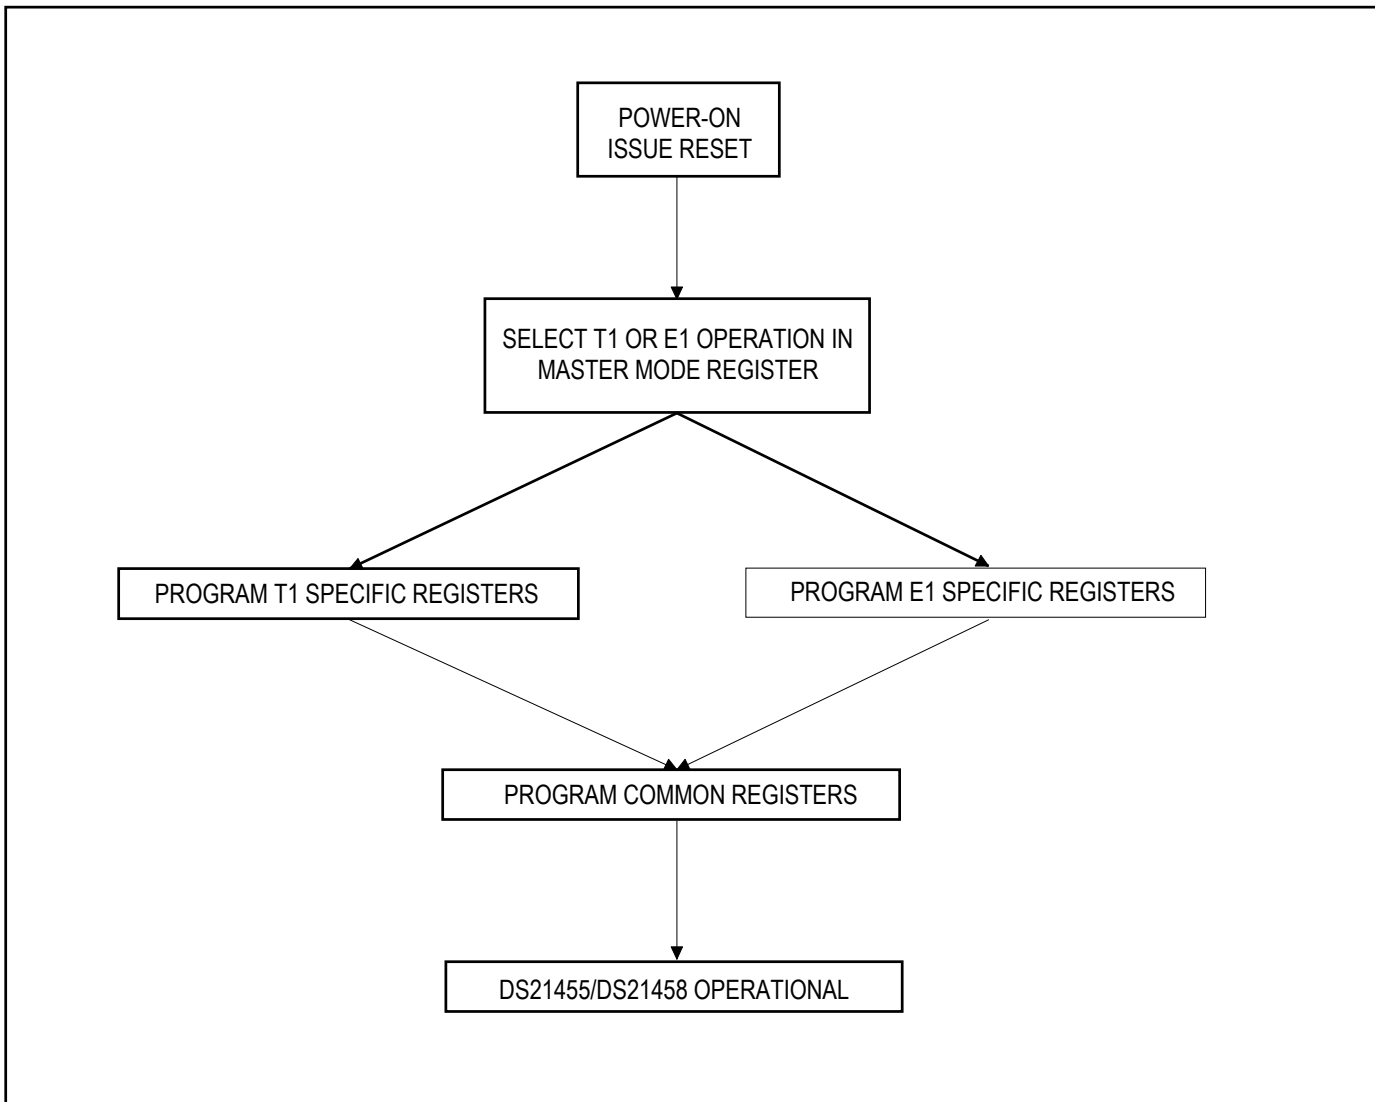 POWER-ON
ISSUE RESET
SELECT T1 OR E1 OPERATION IN
MASTER MODE REGISTER
PROGRAM T1 SPECIFIC REGISTERS
PROGRAM E1 SPECIFIC REGISTERS
PROGRAM COMMON REGISTERS
DS21455/DS21458 OPERATIONAL